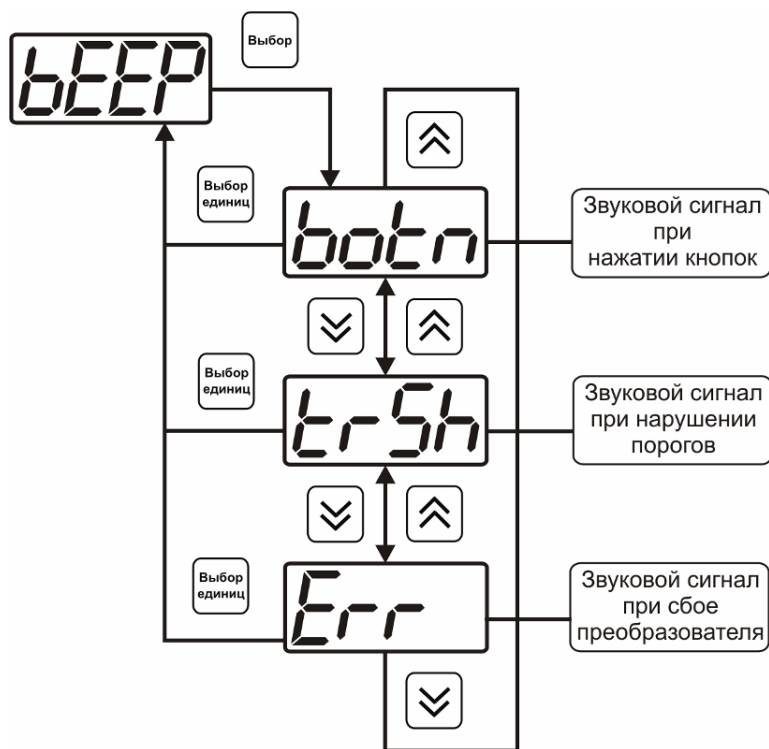 Выбор
bEEP
Выбор
единиц
botn
Звуковой сигнал
при
нажатии кнопок
Выбор
единиц
trSh
Звуковой сигнал
при нарушении
порогов
Выбор
единиц
Err
Звуковой сигнал
при сбое
преобразователя